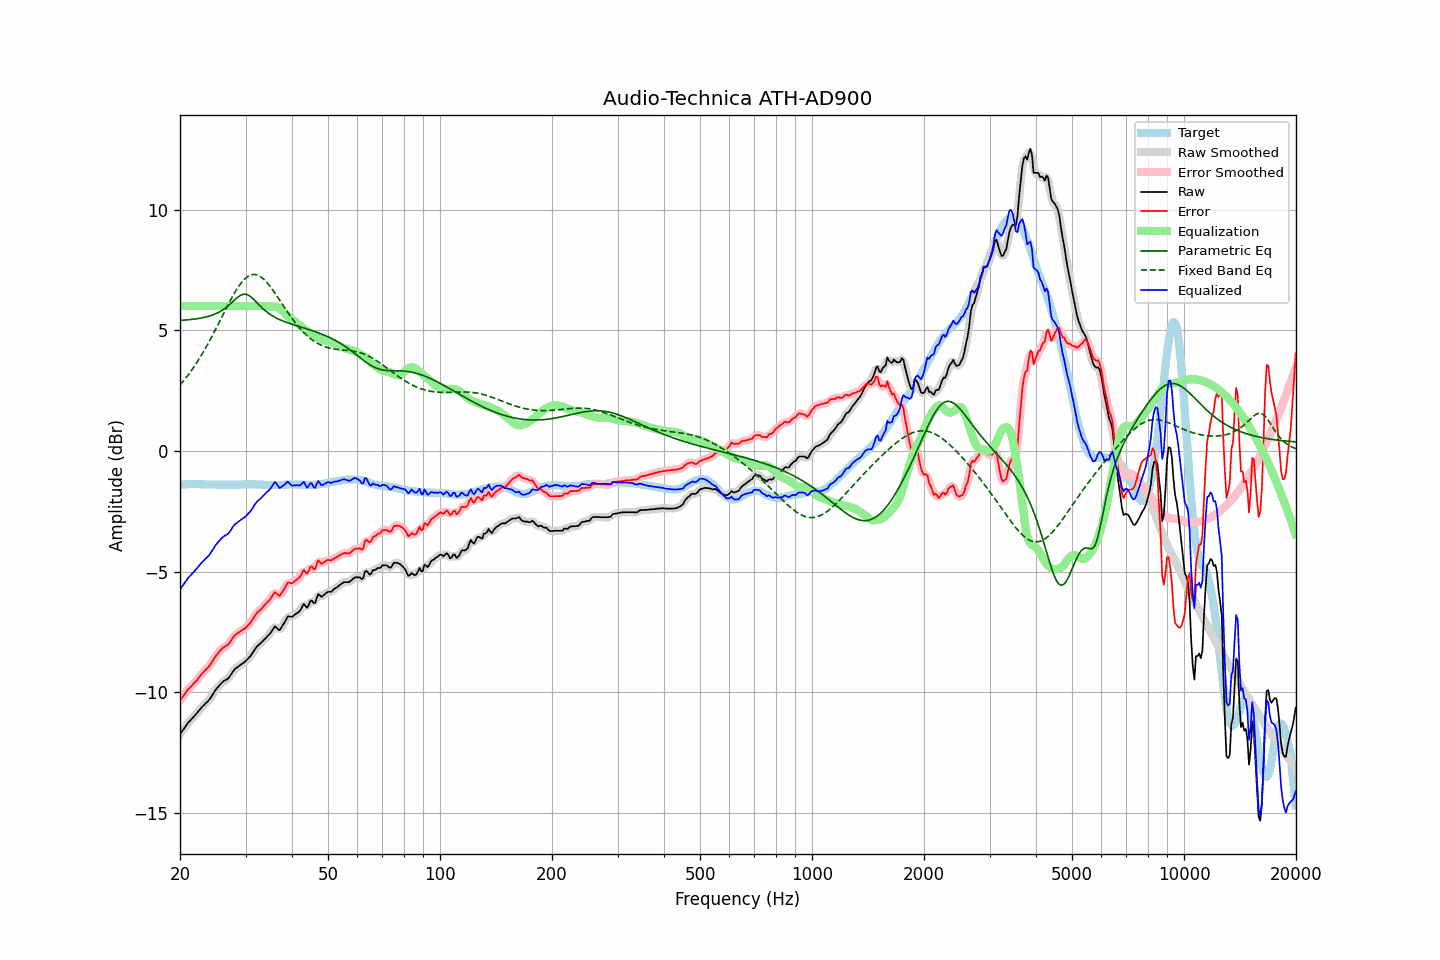 Audio-Technica ATH-AD900
Target
Raw Smoothed
Error Smoothed
Raw
Error
Equalization
Parametric Eq
Fixed Band Eq
Equalized
Amplitude (dBr)
10
5
0
−5
−10
−15
20 50 100 200 500 1000 2000 5000 10000 20000
Frequency (Hz)